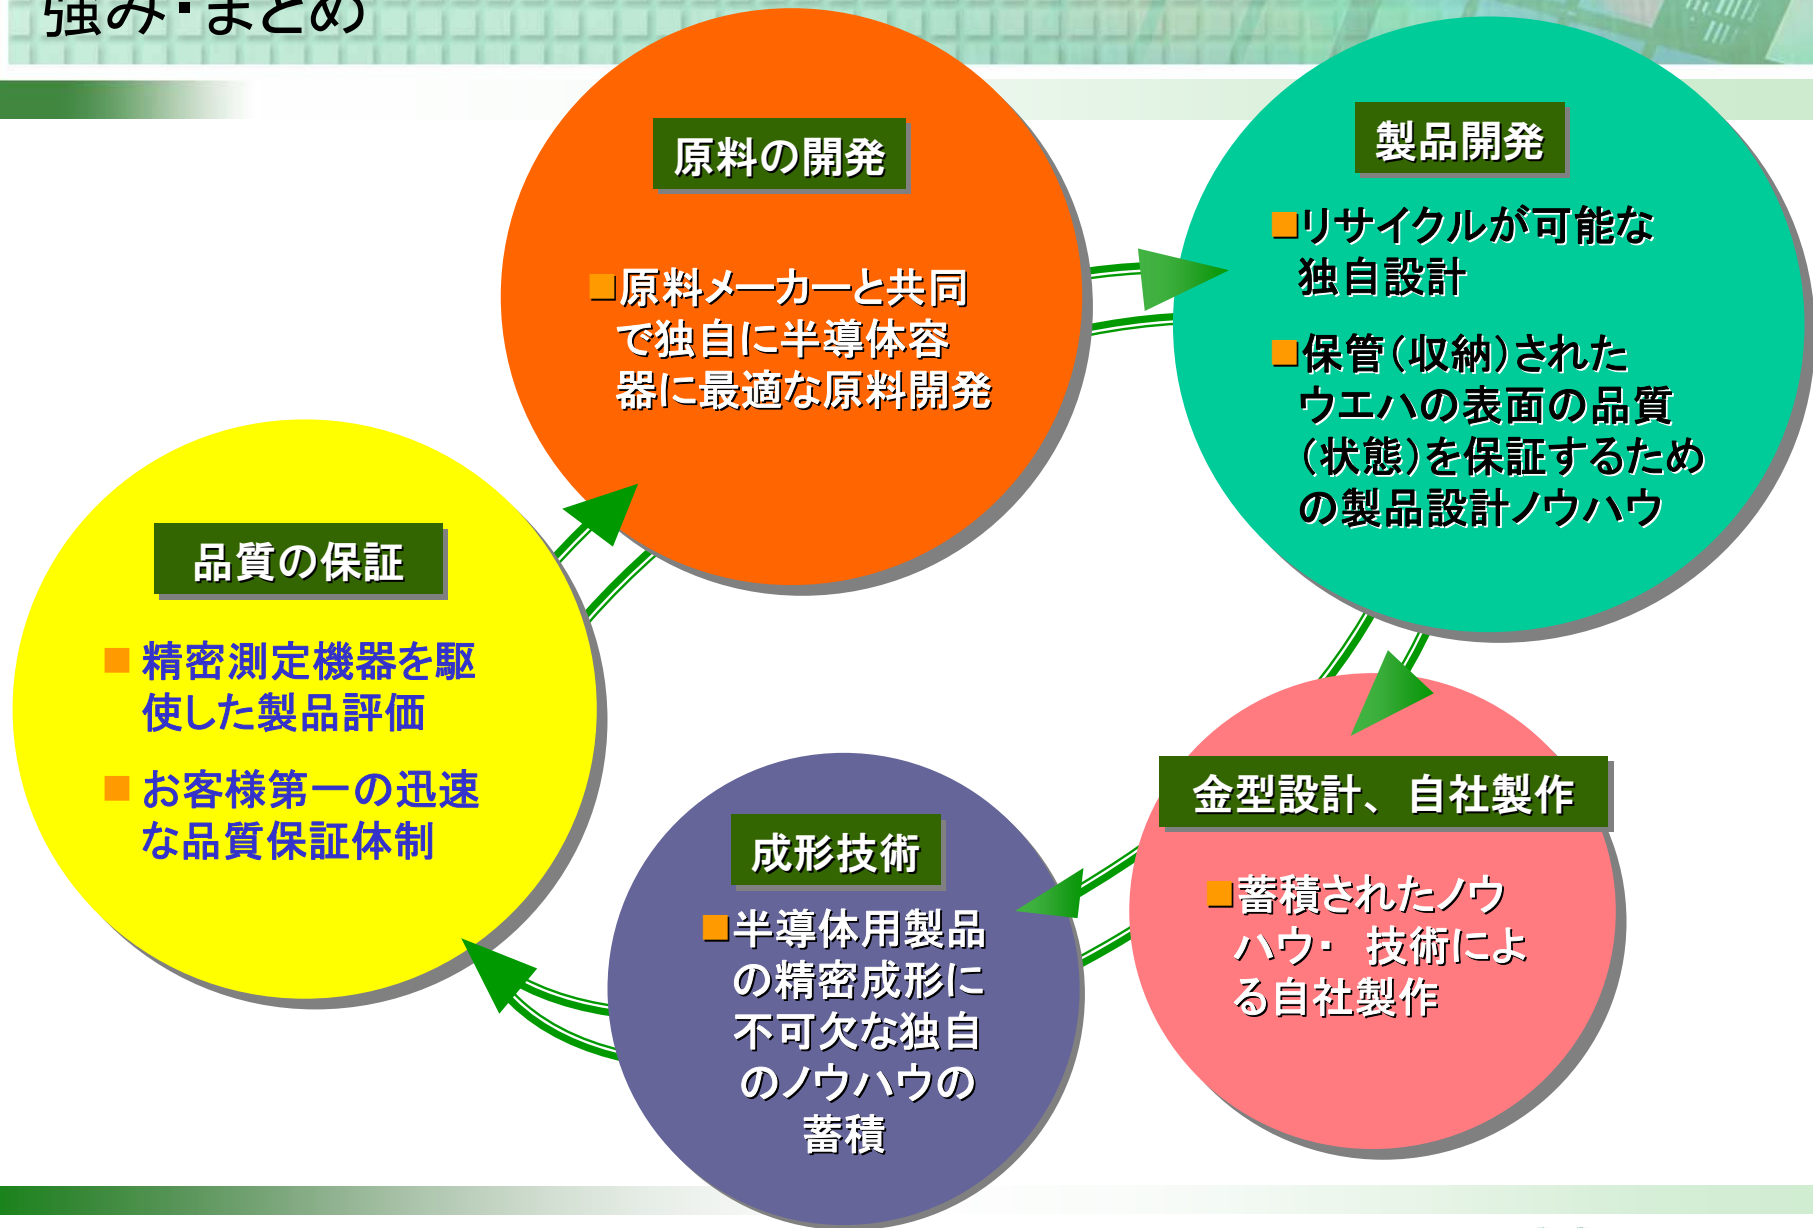 強み・まとめ
原料の開発
■原料メーカーと共同
で独自に半導体容
器に最適な原料開発
製品開発
■リサイクルが可能な
独自設計
■保管（収納）された
ウエハの表面の品質
（状態）を保証するため
の製品設計ノウハウ
金型設計、自社製作
■蓄積されたノウ
ハウ・ 技術によ
る自社製作
成形技術
■半導体用製品
の精密成形に
不可欠な独自
のノウハウの
蓄積
品質の保証
■ 精密測定機器を駆
使した製品評価
■ お客様第一の迅速
な品質保証体制